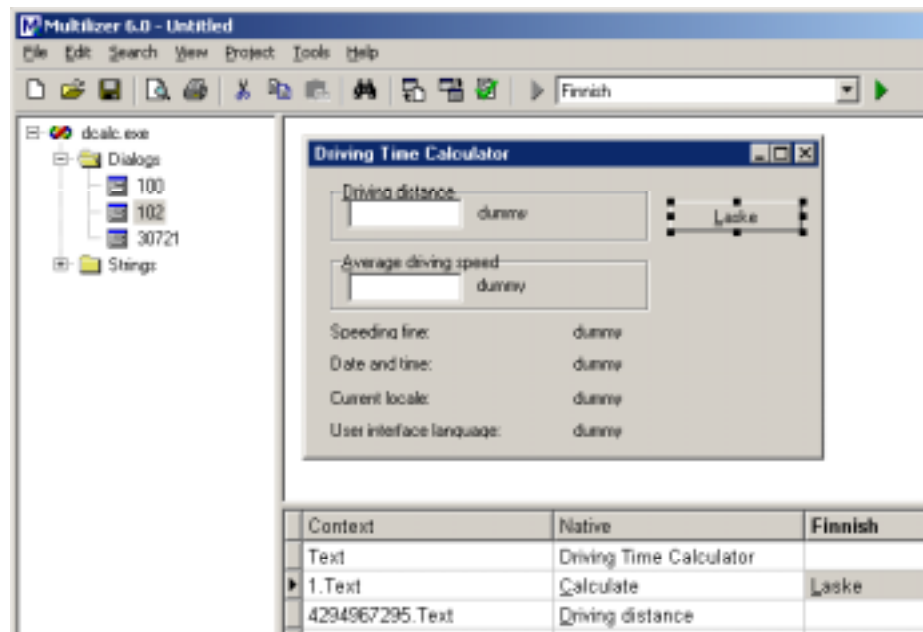 Multilizer 6.0 - Untitled
File Edit Search View Project Tools Help
Finnish
dcalc.exe
Dialogs
100
102
30721
Strings
Driving Time Calculator
Driving distance
dummy
Laske
Average driving speed
dummy
Speeding fine: dummy
Date and time: dummy
Current locale: dummy
User interface language: dummy
Context Native Finnish
Text Driving Time Calculator
1.Text Calculate Laske
4294967295.Text Driving distance